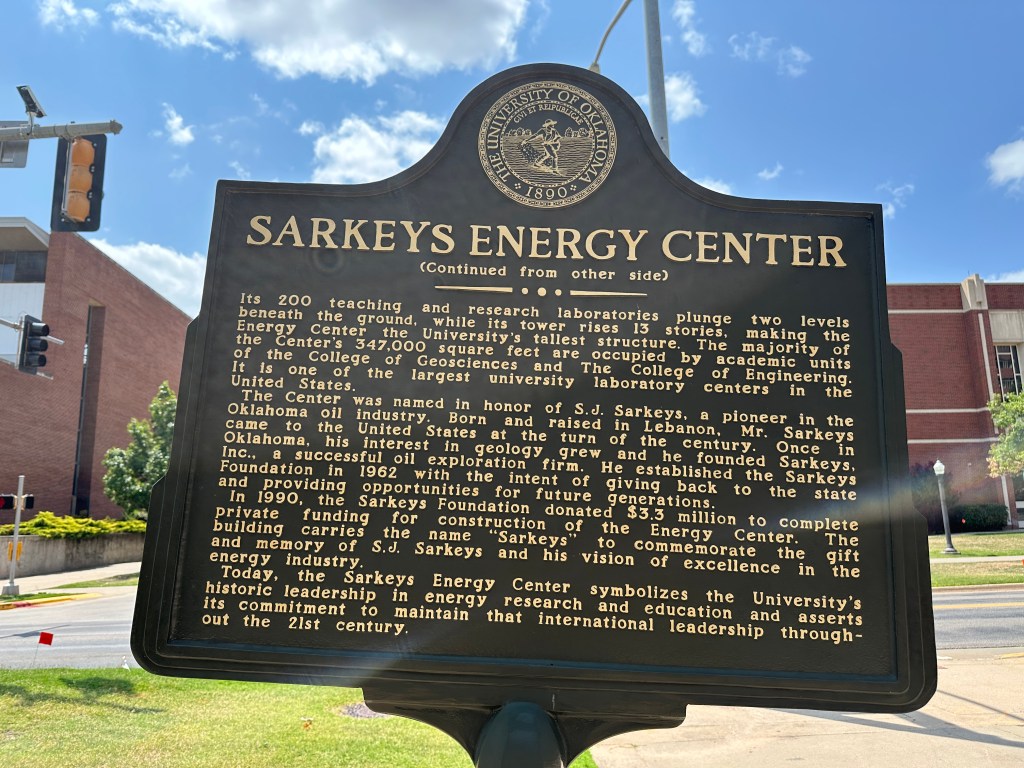 THE UNIVERSITY OF OKLAHOMA
CIVI ET REIPUBLICAE
1890
SARKEYS ENERGY CENTER
(Continued from other side)
Its 200 teaching and research laboratories plunge two levels
beneath the ground, while its tower rises 13 stories, making the
Energy Center the University's tallest structure. The majority of
the Center's 347,000 square feet are occupied by academic units
of the College of Geosciences and The College of Engineering.
It is one of the largest university laboratory centers in the
United States.
The Center was named in honor of S.J. Sarkeys, a pioneer in the
Oklahoma oil industry. Born and raised in Lebanon, Mr. Sarkeys
came to the United States at the turn of the century. Once in
Oklahoma, his interest in geology grew and he founded Sarkeys,
Inc., a successful oil exploration firm. He established the Sarkeys
Foundation in 1962 with the intent of giving back to the state
and providing opportunities for future generations.
In 1990, the Sarkeys Foundation donated $3.3 million to complete
private funding for construction of the Energy Center. The
building carries the name "Sarkeys" to commemorate the gift
and memory of S.J. Sarkeys and his vision of excellence in the
energy industry.
Today, the Sarkeys Energy Center symbolizes the University's
historic leadership in energy research and education and asserts
its commitment to maintain that international leadership through-
out the 21st century.